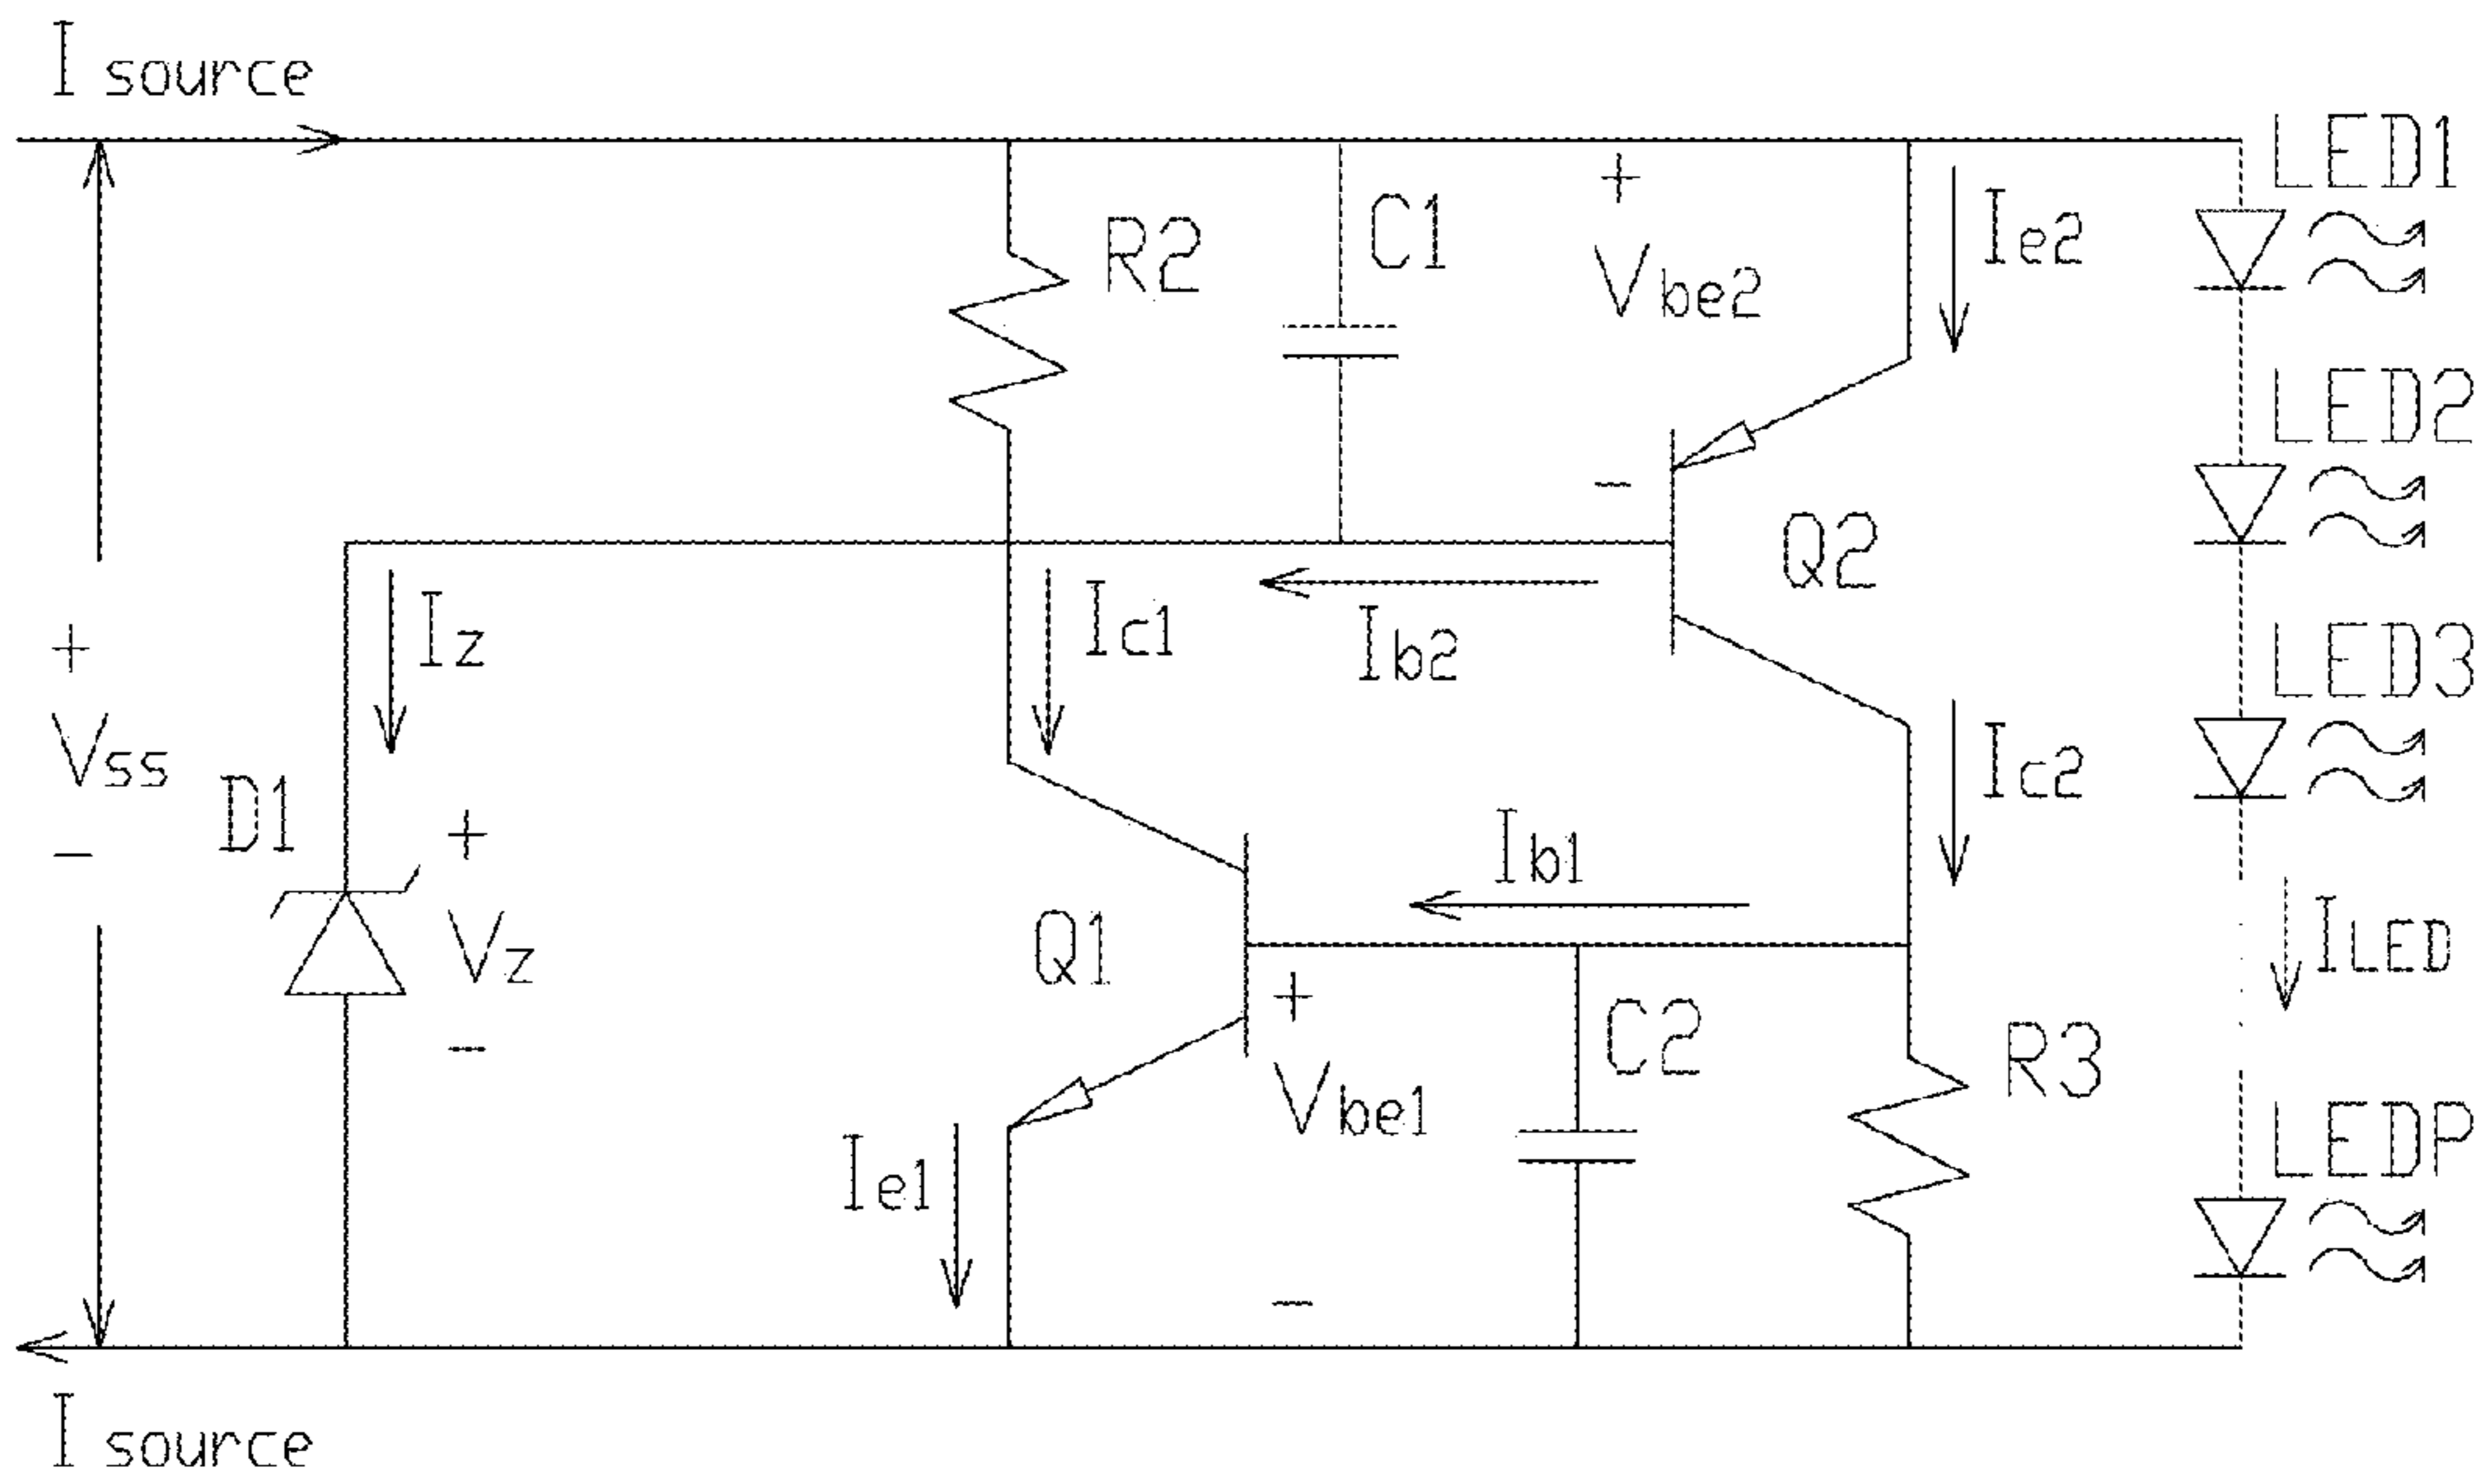 I source
LED1
R2
C1
+
Vbe2
-
Ie2
LED2
Q2
Iz
Ic1
Ib2
LED3
+
Vss
-
D1
+
Vz
-
Ib1
Ic2
Q1
+
Vbe1
-
C2
ILED
R3
Ie1
LEDP
I source